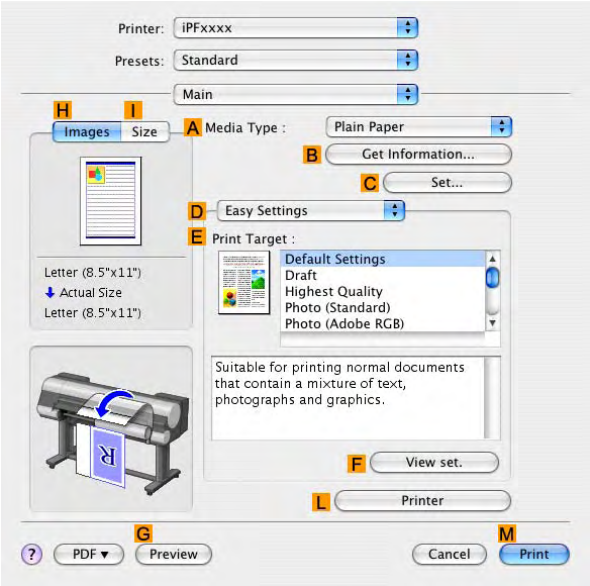 Printer: iPFxxxx
Presets: Standard
Main
H I
Images Size
A Media Type : Plain Paper
B Get Information...
C Set...
D Easy Settings
E Print Target :
Default Settings
Draft
Highest Quality
Photo (Standard)
Photo (Adobe RGB)
Letter (8.5"x11")
Actual Size
Letter (8.5"x11")
Suitable for printing normal documents
that contain a mixture of text,
photographs and graphics.
R
F View set.
L Printer
G M
? PDF▼ Preview Cancel Print